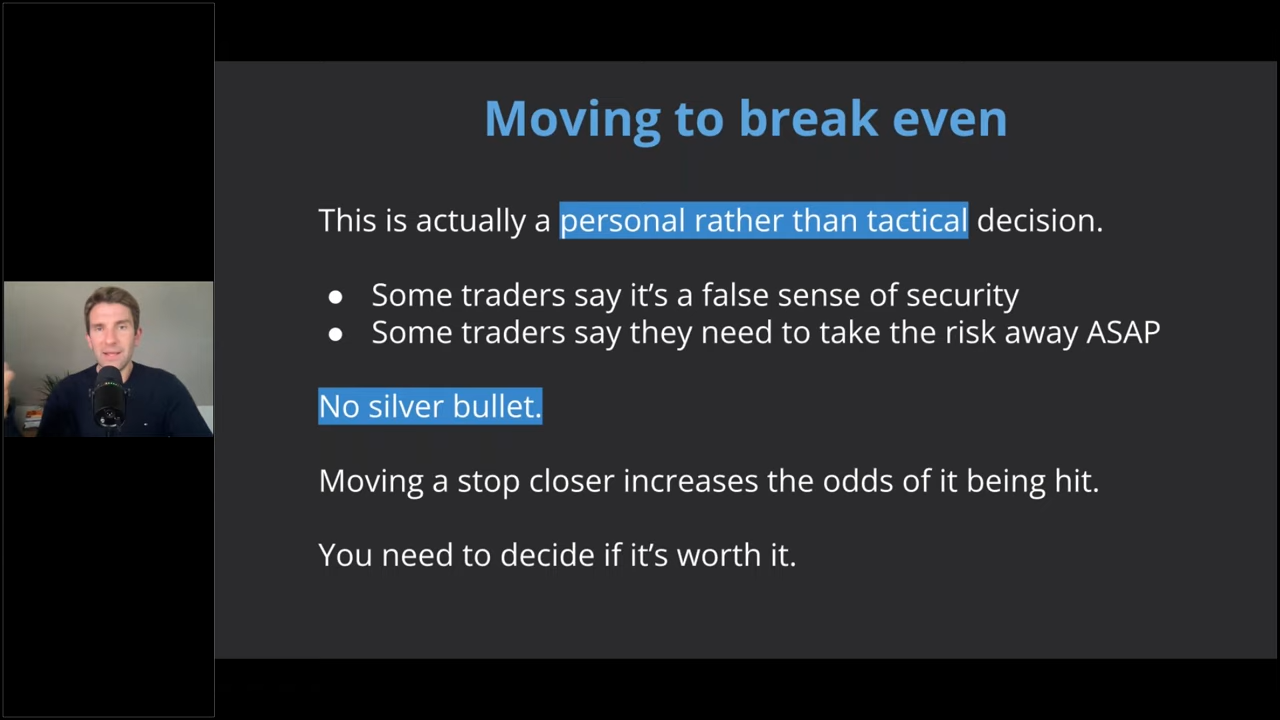 Moving to break even
This is actually a personal rather than tactical decision.
● Some traders say it’s a false sense of security
● Some traders say they need to take the risk away ASAP
No silver bullet.
Moving a stop closer increases the odds of it being hit.
You need to decide if it’s worth it.